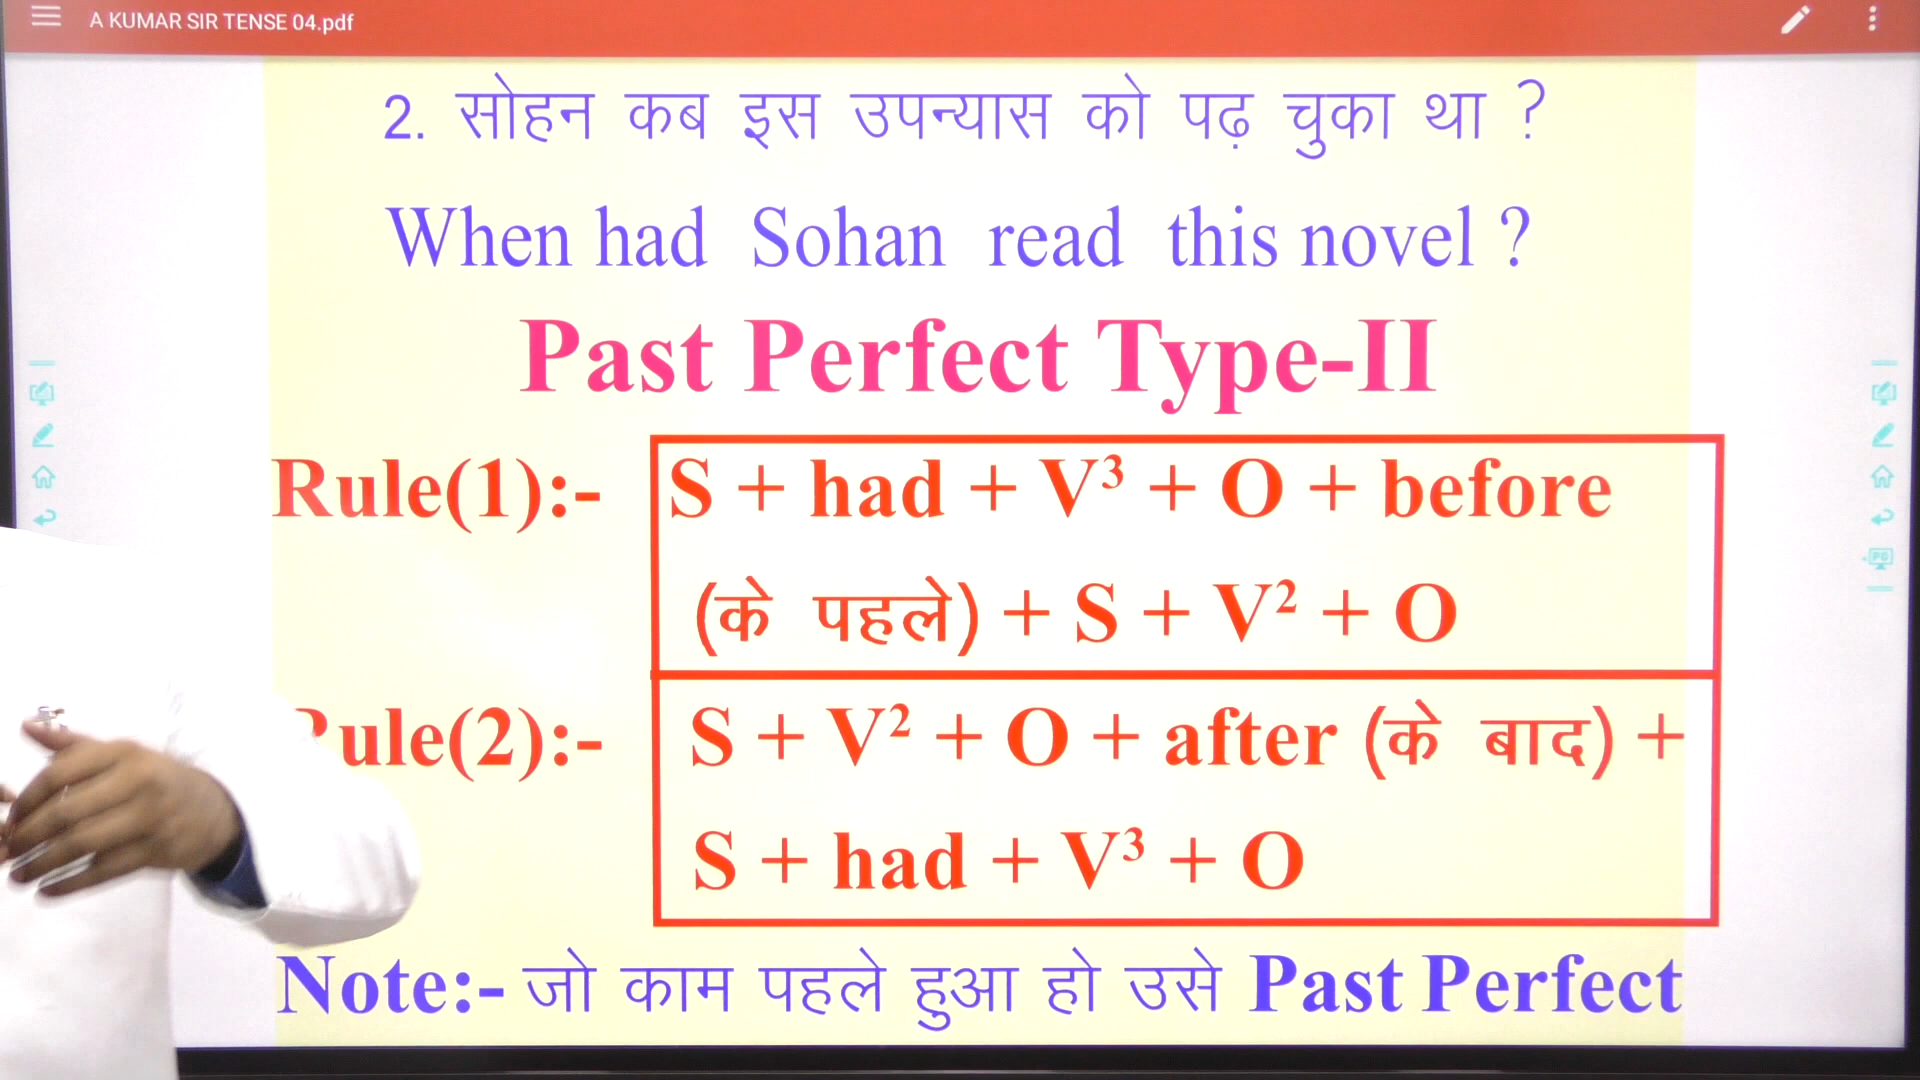 A KUMAR SIR TENSE 04.pdf
2. सोहन कब इस उपन्यास को पढ़ चुका था ?
When had Sohan read this novel ?
Past Perfect Type-II
Rule(1):- S + had + V³ + O + before
(के पहले) + S + V² + O
Rule(2):- S + V² + O + after (के बाद) +
S + had + V³ + O
Note:- जो काम पहले हुआ हो उसे Past Perfect